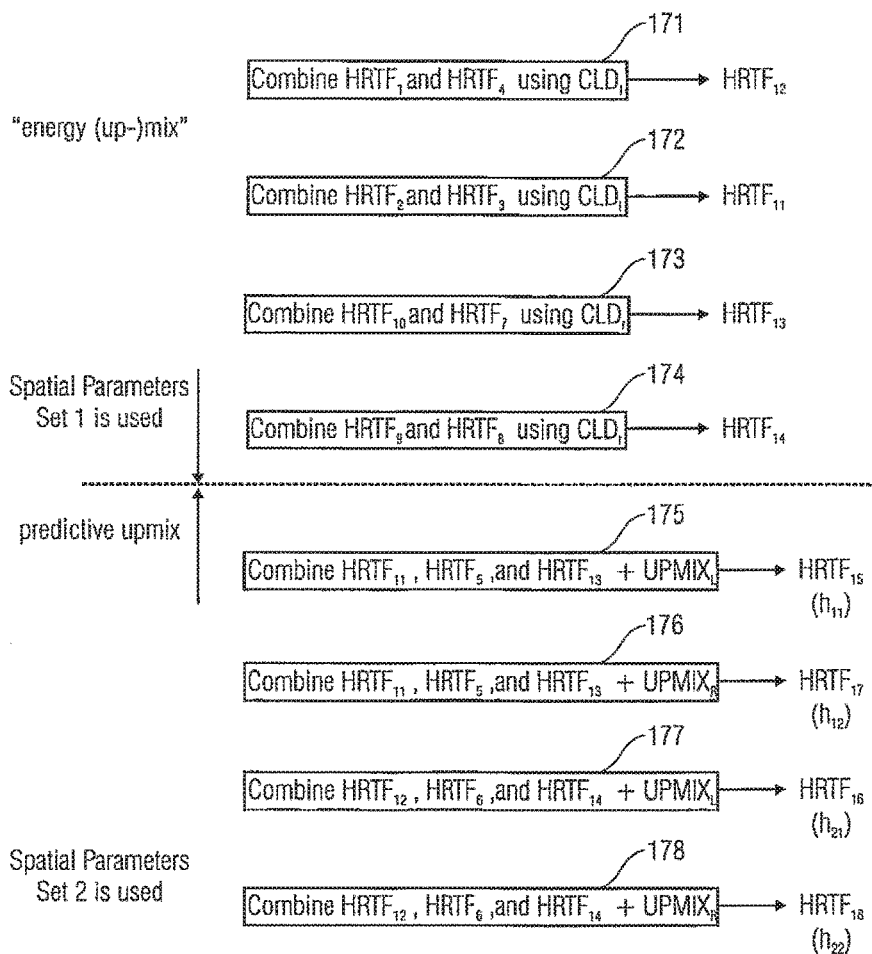 171
Combine HRTF₁ and HRTF₄ using CLDₗ
HRTF₁₂
"energy (up-)mix"
172
Combine HRTF₂ and HRTF₃ using CLDₗ
HRTF₁₁
173
Combine HRTF₁₀ and HRTF₇ using CLDᵣ
HRTF₁₃
Spatial Parameters
Set 1 is used
174
Combine HRTF₉ and HRTF₈ using CLDᵣ
HRTF₁₄
predictive upmix
175
Combine HRTF₁₁ , HRTF₅ ,and HRTF₁₃ + UPMIX_L
HRTF₁₅
(h₁₁)
176
Combine HRTF₁₁ , HRTF₅ ,and HRTF₁₃ + UPMIX_R
HRTF₁₇
(h₁₂)
177
Combine HRTF₁₂ , HRTF₆ ,and HRTF₁₄ + UPMIX_L
HRTF₁₆
(h₂₁)
Spatial Parameters
Set 2 is used
178
Combine HRTF₁₂ , HRTF₆ ,and HRTF₁₄ + UPMIX_R
HRTF₁₈
(h₂₂)